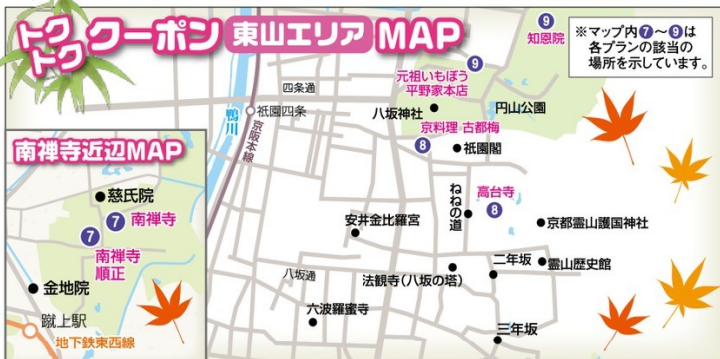 トクトク クーポン 東山エリア MAP
※マップ内7〜9は
各プランの該当の
場所を示しています。
9
知恩院
四条通
鴨川
祇園四条
京阪本線
9
元祖いもぼう
平野家本店
八坂神社
円山公園
京料理 古都梅
8
祇園閣
ねねの道
高台寺
8
安井金比羅宮
京都霊山護国神社
八坂通
法観寺(八坂の塔)
二年坂
霊山歴史館
六波羅蜜寺
三年坂
南禅寺近辺MAP
慈氏院
7 南禅寺
7
南禅寺
順正
金地院
蹴上駅
地下鉄東西線